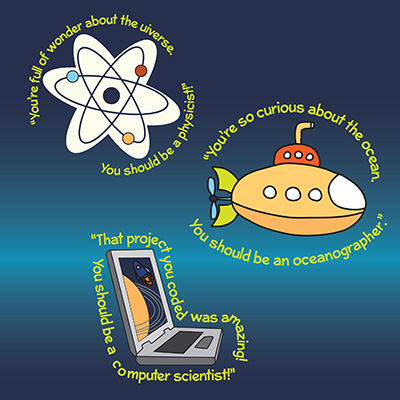 "You're full of wonder about the uiverse.
You should be a physicist!"
"You're so curious about the ocean,
You should be an oceanographer."
"That project you coded was amazing!
You should be a computer scientist!"